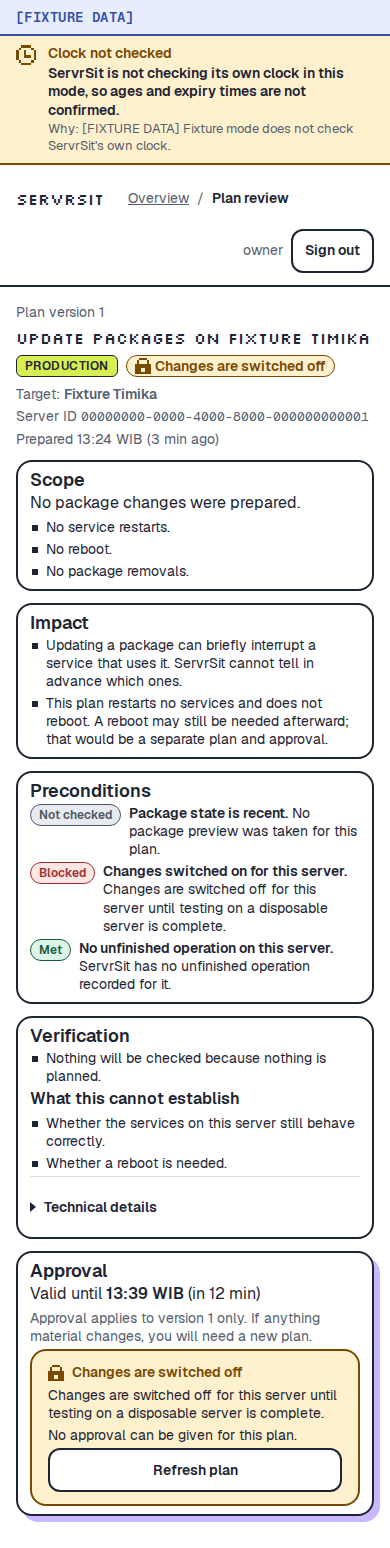 [FIXTURE DATA]
Clock not checked
ServrSit is not checking its own clock in this
mode, so ages and expiry times are not
confirmed.
Why: [FIXTURE DATA] Fixture mode does not check
ServrSit's own clock.
SERVRSIT
Overview / Plan review
owner
Sign out
Plan version 1
UPDATE PACKAGES ON FIXTURE TIMIKA
PRODUCTION
Changes are switched off
Target: Fixture Timika
Server ID 00000000-0000-4000-8000-000000000001
Prepared 13:24 WIB (3 min ago)
Scope
No package changes were prepared.
No service restarts.
No reboot.
No package removals.
Impact
Updating a package can briefly interrupt a
service that uses it. ServrSit cannot tell in
advance which ones.
This plan restarts no services and does not
reboot. A reboot may still be needed afterward;
that would be a separate plan and approval.
Preconditions
Not checked
Package state is recent. No
package preview was taken for this
plan.
Blocked
Changes switched on for this server.
Changes are switched off for this
server until testing on a disposable
server is complete.
Met
No unfinished operation on this server.
ServrSit has no unfinished operation
recorded for it.
Verification
Nothing will be checked because nothing is
planned.
What this cannot establish
Whether the services on this server still behave
correctly.
Whether a reboot is needed.
Technical details
Approval
Valid until 13:39 WIB (in 12 min)
Approval applies to version 1 only. If anything
material changes, you will need a new plan.
Changes are switched off
Changes are switched off for this server until
testing on a disposable server is complete.
No approval can be given for this plan.
Refresh plan